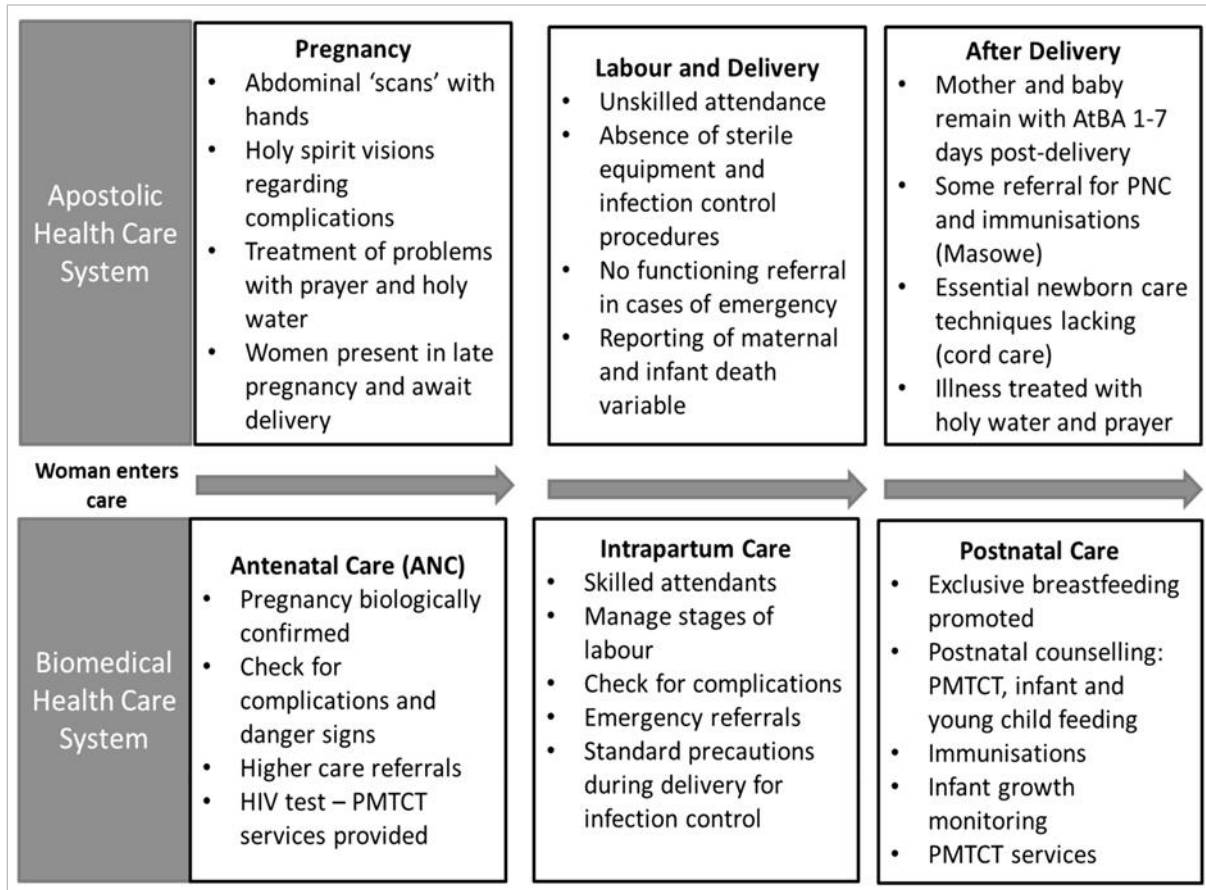 Apostolic
Health Care
System
Pregnancy
• Abdominal ‘scans’ with
hands
• Holy spirit visions
regarding
complications
• Treatment of problems
with prayer and holy
water
• Women present in late
pregnancy and await
delivery
Labour and Delivery
• Unskilled attendance
• Absence of sterile
equipment and
infection control
procedures
• No functioning referral
in cases of emergency
• Reporting of maternal
and infant death
variable
After Delivery
• Mother and baby
remain with AtBA 1-7
days post-delivery
• Some referral for PNC
and immunisations
(Masowe)
• Essential newborn care
techniques lacking
(cord care)
• Illness treated with
holy water and prayer
Woman enters
care
Biomedical
Health Care
System
Antenatal Care (ANC)
• Pregnancy biologically
confirmed
• Check for
complications and
danger signs
• Higher care referrals
• HIV test – PMTCT
services provided
Intrapartum Care
• Skilled attendants
• Manage stages of
labour
• Check for complications
• Emergency referrals
• Standard precautions
during delivery for
infection control
Postnatal Care
• Exclusive breastfeeding
promoted
• Postnatal counselling:
PMTCT, infant and
young child feeding
• Immunisations
• Infant growth
monitoring
• PMTCT services